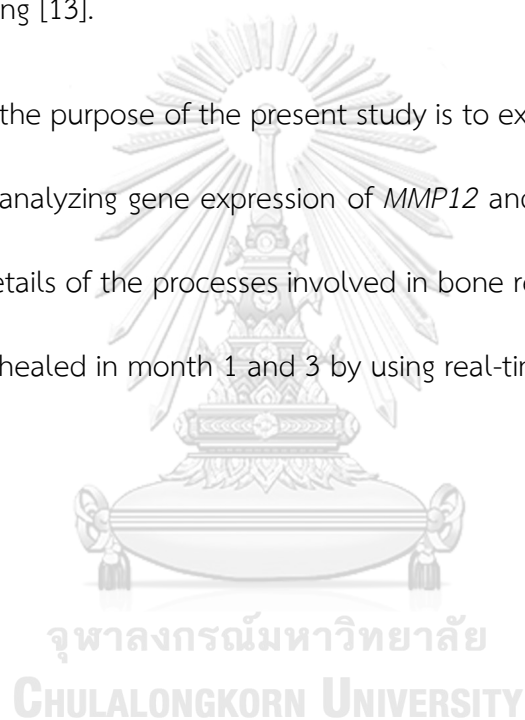 ng [13].
the purpose of the present study is to ex
analyzing gene expression of MMP12 and
etails of the processes involved in bone re
healed in month 1 and 3 by using real-tin
จุฬาลงกรณ์มหาวิทยาลัย
CHULALONGKORN UNIVERSITY